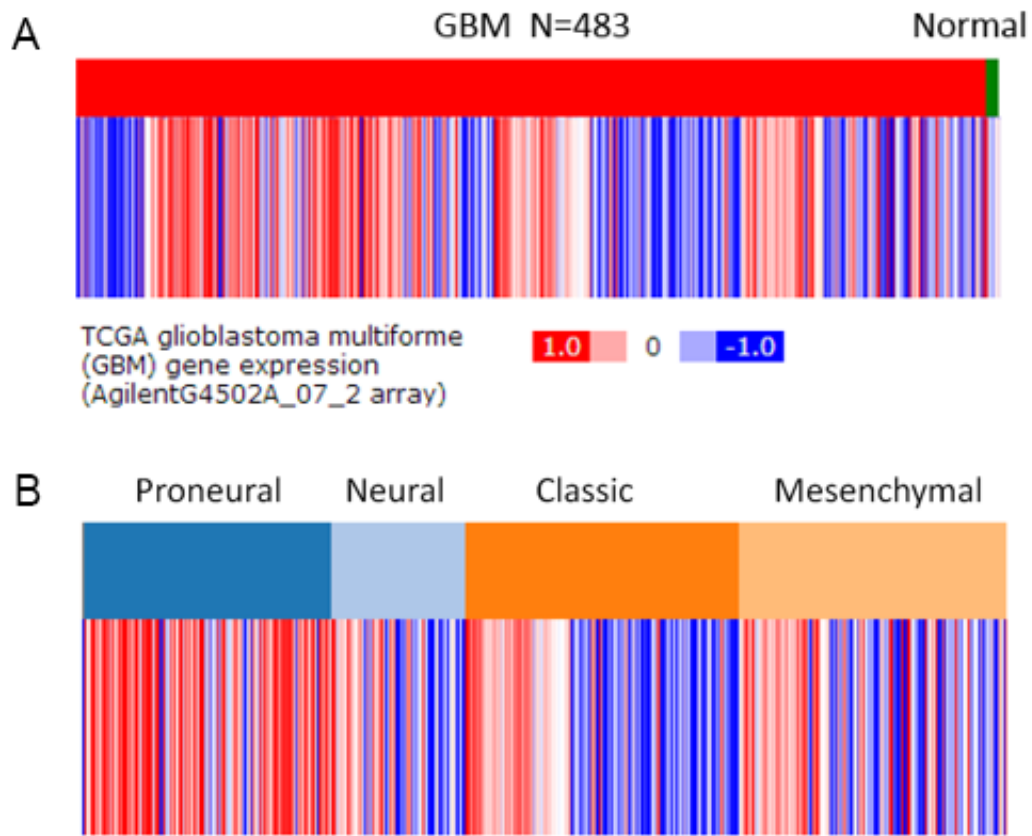 A
GBM N=483 Normal
TCGA glioblastoma multiforme
(GBM) gene expression
(AgilentG4502A_07_2 array)
1.0 0 -1.0
B
Proneural Neural Classic Mesenchymal